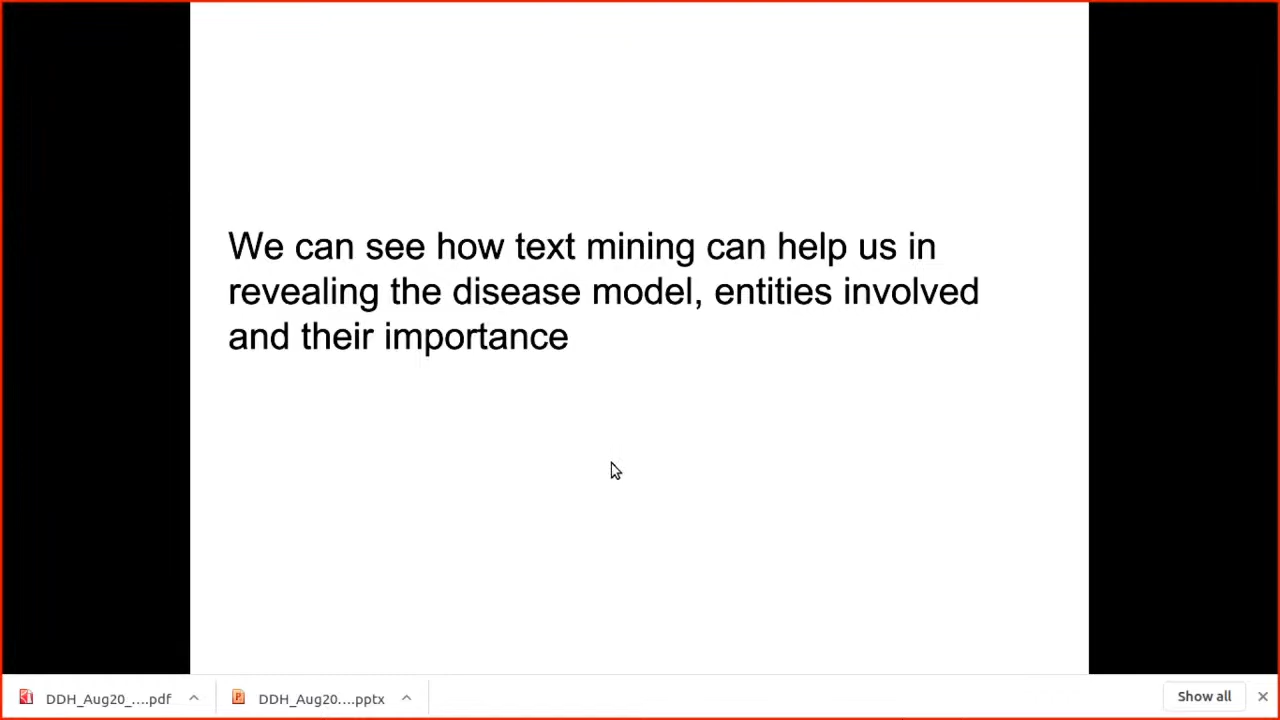 We can see how text mining can help us in
revealing the disease model, entities involved
and their importance
DDH_Aug20_....pdf
DDH_Aug20....pptx
Show all